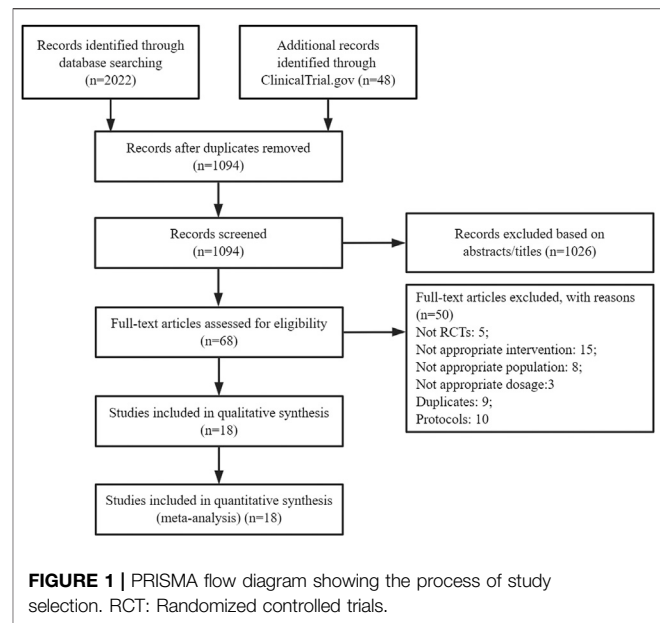 Records identified through
database searching
(n=2022)
Additional records
identified through
ClinicalTrial.gov (n=48)
Records after duplicates removed
(n=1094)
Records screened
(n=1094)
Records excluded based on
abstracts/titles (n=1026)
Full-text articles assessed for eligibility
(n=68)
Full-text articles excluded, with reasons
(n=50)
Not RCTs: 5;
Not appropriate intervention: 15;
Not appropriate population: 8;
Not appropriate dosage:3
Duplicates: 9;
Protocols: 10
Studies included in qualitative synthesis
(n=18)
Studies included in quantitative synthesis
(meta-analysis) (n=18)
FIGURE 1 | PRISMA flow diagram showing the process of study
selection. RCT: Randomized controlled trials.